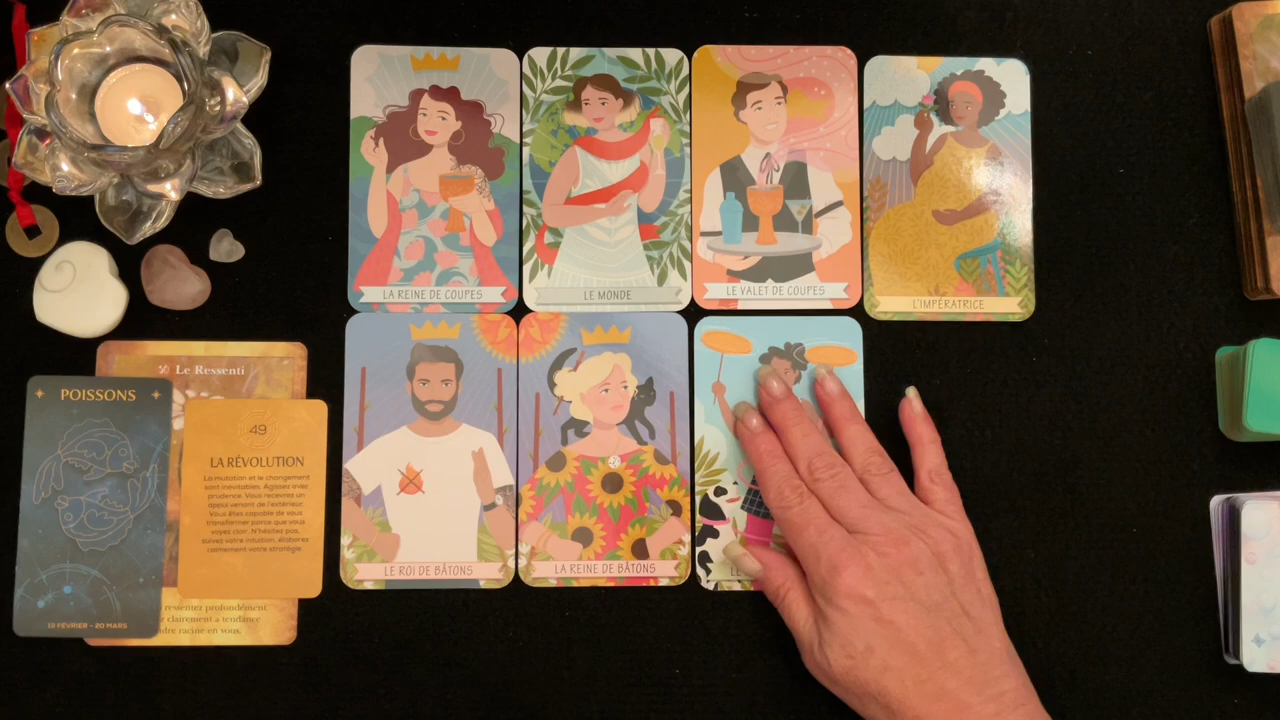 LA REINE DE COUPES
LE MONDE
LE VALET DE COUPES
L'IMPÉRATRICE
LE ROI DE BÂTONS
LA REINE DE BÂTONS
LE
Le Ressenti
ressentez profondément
clairement a tendance
racine en vous.
POISSONS
19 FÉVRIER - 20 MARS
49
LA RÉVOLUTION
La mutation et le changement
sont inévitables. Agissez avec
prudence. Vous recevrez un
appui venant de l'extérieur.
Vous êtes capable de vous
transformer parce que vous
voyez clair. N'hésitez pas,
suivez votre intuition, élaborez
calmement votre stratégie.